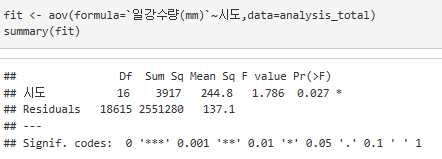 fit <- aov(formula=`일강수량(mm)`~시도,data=analysis_total)
summary(fit)
##                Df  Sum Sq Mean Sq F value Pr(>F)
## 시도           16    3917   244.8   1.786  0.027 *
## Residuals   18615 2551280   137.1
## ---
## Signif. codes:  0 '***' 0.001 '**' 0.01 '*' 0.05 '.' 0.1 ' ' 1